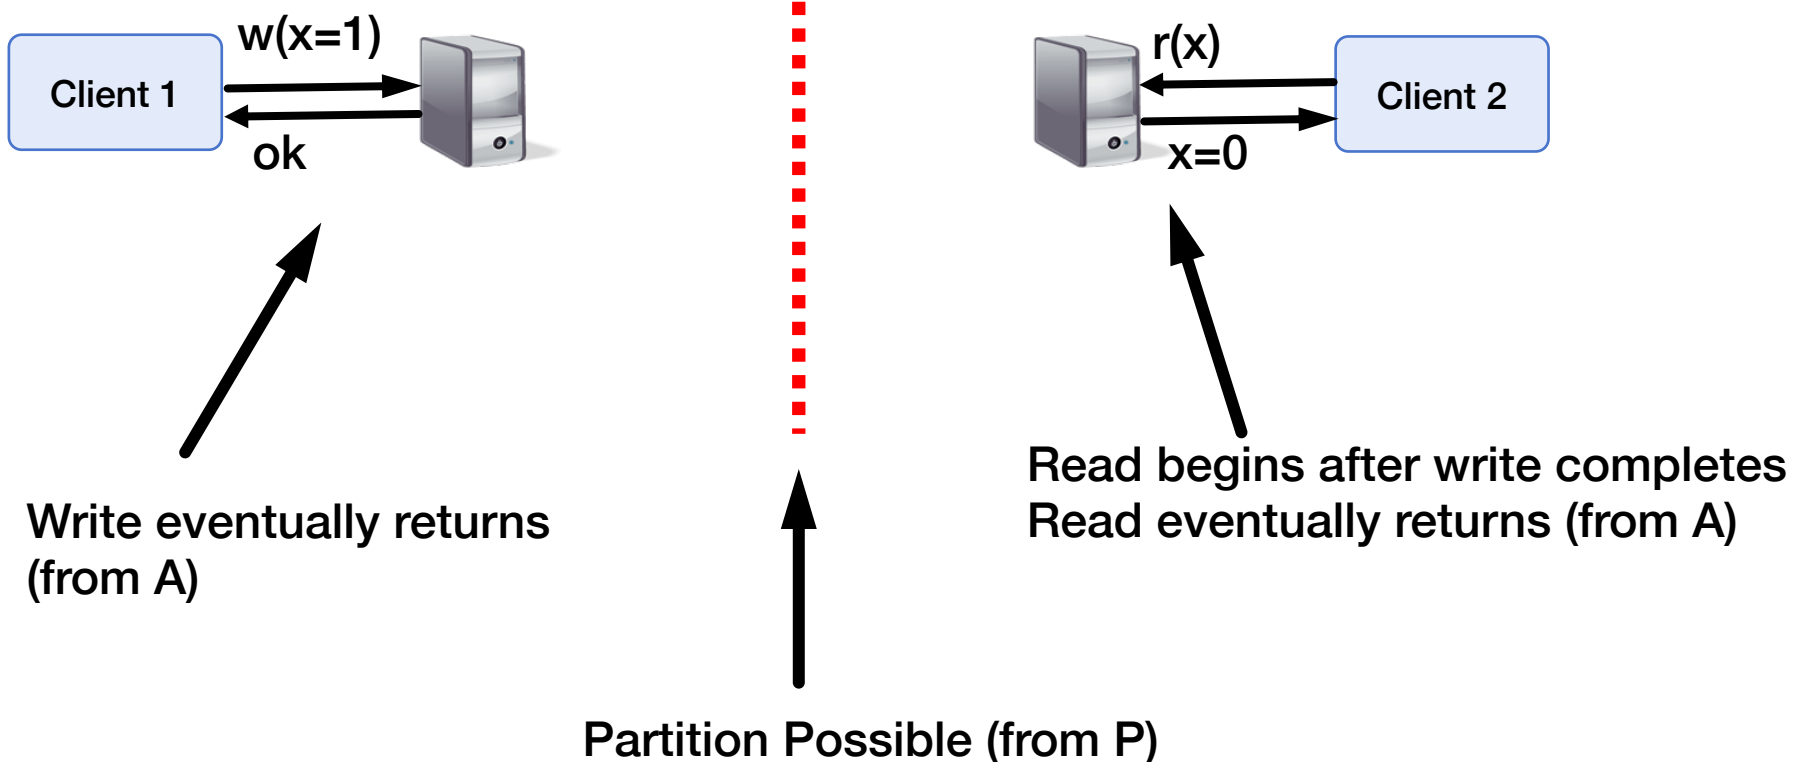 w(x=1)
Client 1
ok
r(x)
Client 2
x=0
Write eventually returns
(from A)
Read begins after write completes
Read eventually returns (from A)
Partition Possible (from P)